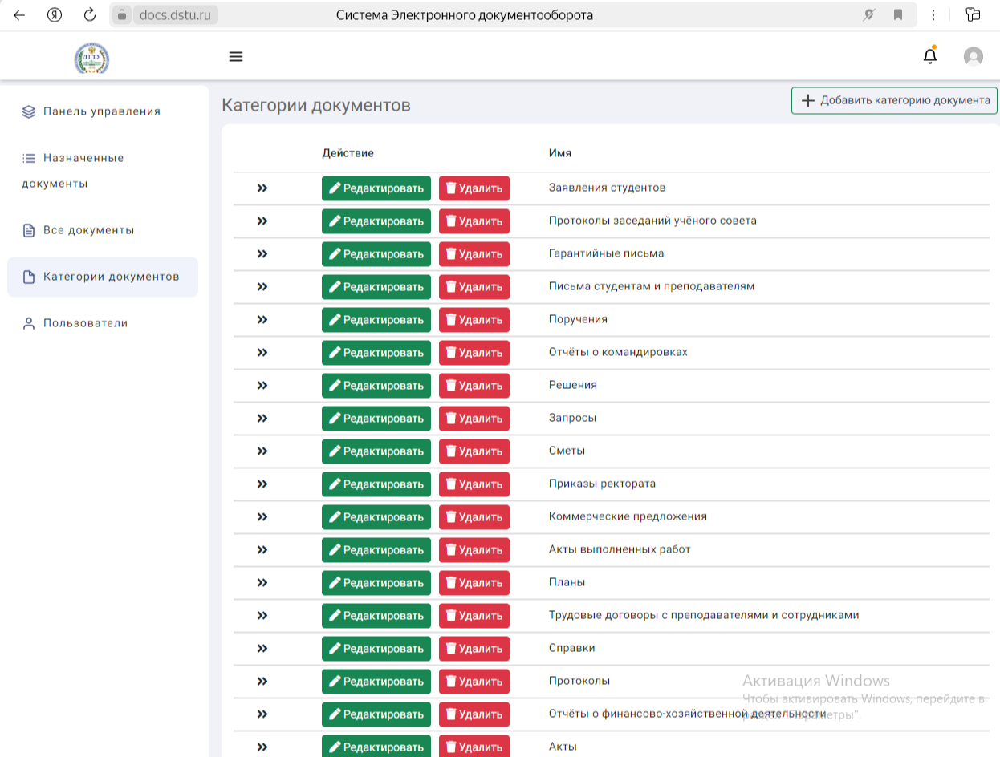 Я docs.dstu.ru Система Электронного документооборота
ДГТУ
Панель управления
Назначенные
документы
Все документы
Категории документов
Пользователи
Категории документов
Добавить категорию документа
Действие Имя
Редактировать Удалить Заявления студентов
Редактировать Удалить Протоколы заседаний учёного совета
Редактировать Удалить Гарантийные письма
Редактировать Удалить Письма студентам и преподавателям
Редактировать Удалить Поручения
Редактировать Удалить Отчёты о командировках
Редактировать Удалить Решения
Редактировать Удалить Запросы
Редактировать Удалить Сметы
Редактировать Удалить Приказы ректората
Редактировать Удалить Коммерческие предложения
Редактировать Удалить Акты выполненных работ
Редактировать Удалить Планы
Редактировать Удалить Трудовые договоры с преподавателями и сотрудниками
Редактировать Удалить Справки
Редактировать Удалить Протоколы
Редактировать Удалить Отчёты о финансово-хозяйственной деятельности
Редактировать Удалить Акты
Активация Windows
Чтобы активировать Windows, перейдите в
раздел "Параметры".